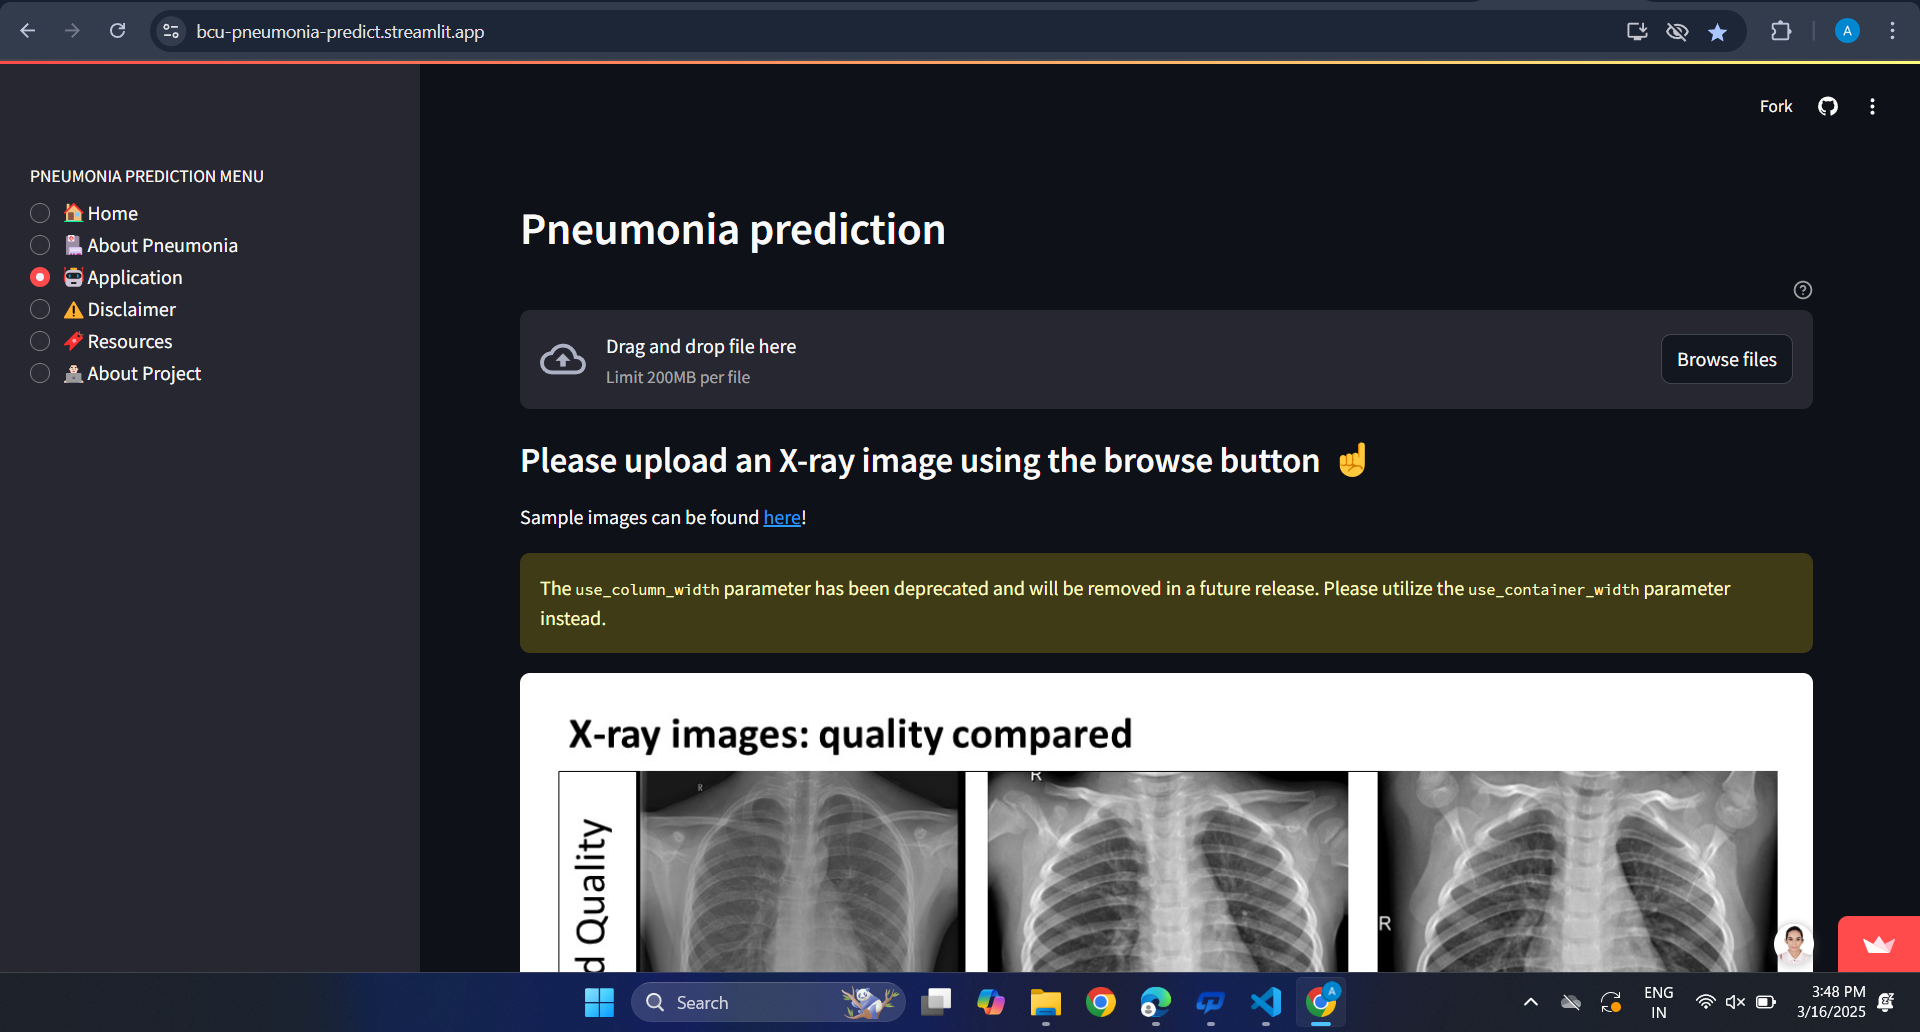 bcu-pneumonia-predict.streamlit.app
A
Fork
PNEUMONIA PREDICTION MENU
Home
About Pneumonia
Application
Disclaimer
Resources
About Project
Pneumonia prediction
Drag and drop file here
Limit 200MB per file
Browse files
Please upload an X-ray image using the browse button
Sample images can be found here!
The use_column_width parameter has been deprecated and will be removed in a future release. Please utilize the use_container_width parameter
instead.
X-ray images: quality compared
d Quality
R
R
R
Search
A
ENG
IN
3:48 PM
3/16/2025